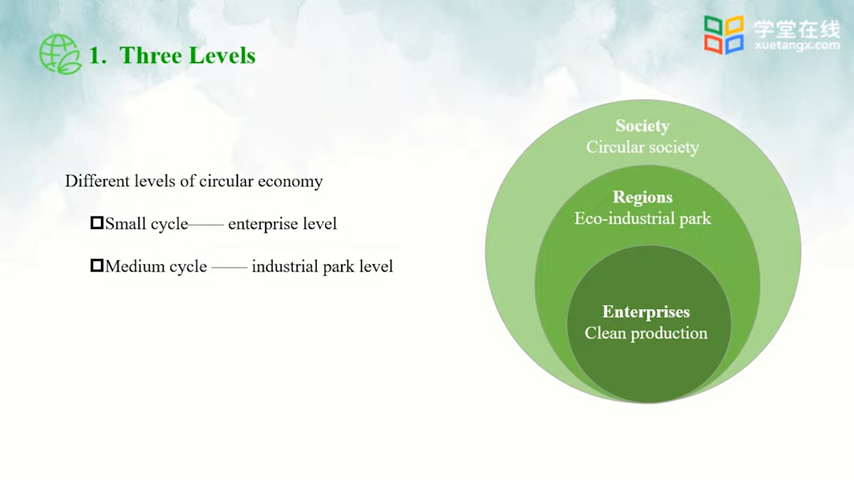 1. Three Levels
学堂在线
xuetangx.com
Different levels of circular economy
Small cycle—— enterprise level
Medium cycle —— industrial park level
Society
Circular society
Regions
Eco-industrial park
Enterprises
Clean production